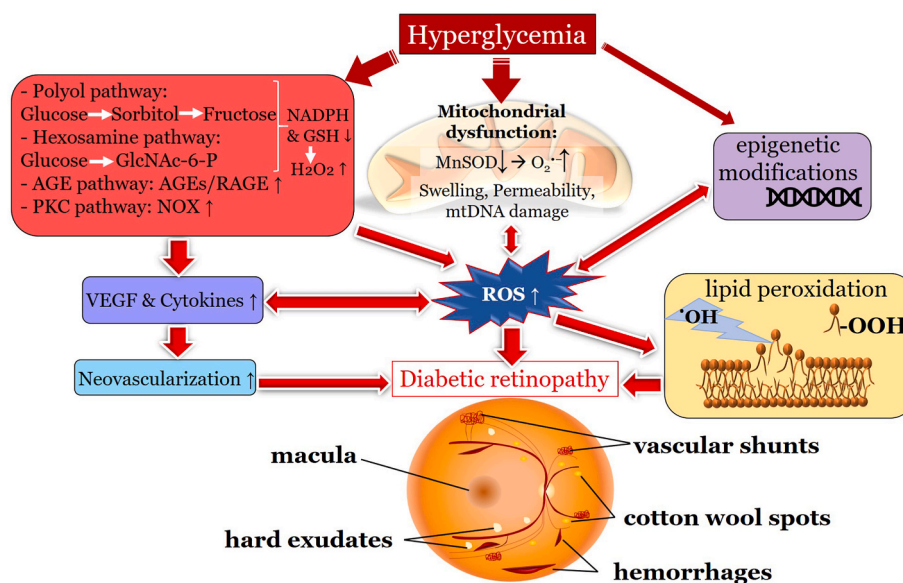 Hyperglycemia
- Polyol pathway:
Glucose→Sorbitol→Fructose
- Hexosamine pathway:
Glucose→GlcNAc-6-P
- AGE pathway: AGEs/RAGE ↑
- PKC pathway: NOX ↑
NADPH
& GSH ↓
H₂O₂ ↑
Mitochondrial
dysfunction:
MnSOD↓→ O₂•−↑
Swelling, Permeability,
mtDNA damage
epigenetic
modifications
VEGF & Cytokines ↑
ROS ↑
lipid peroxidation
•OH
-OOH
Neovascularization ↑
Diabetic retinopathy
macula
vascular shunts
hard exudates
cotton wool spots
hemorrhages